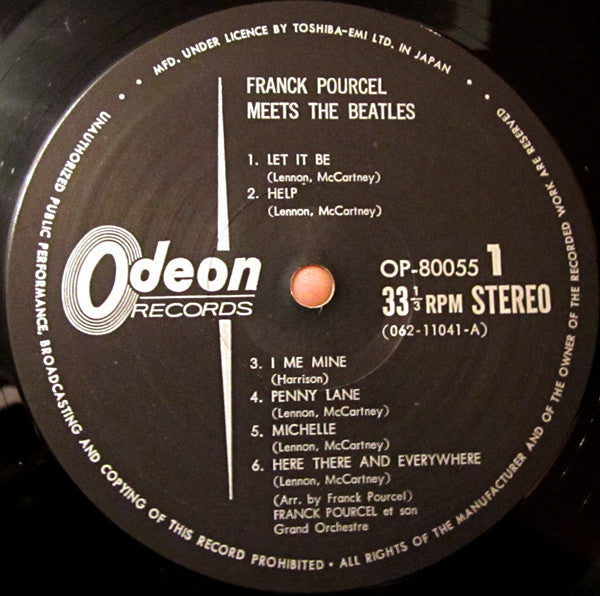 MFD. UNDER LICENCE BY TOSHIBA-EMI LTD. IN JAPAN
UNAUTHORIZED PUBLIC PERFORMANCE, BROADCASTING AND COPYING OF THIS RECORD PROHIBITED • ALL RIGHTS OF THE MANUFACTURER AND OF THE OWNER OF THE RECORDED WORK ARE RESERVED
FRANCK POURCEL
MEETS THE BEATLES
1. LET IT BE
(Lennon, McCartney)
2. HELP
(Lennon, McCartney)
Odeon
RECORDS
OP-80055 1
33 1/3 RPM STEREO
(062-11041-A)
3. I ME MINE
(Harrison)
4. PENNY LANE
(Lennon, McCartney)
5. MICHELLE
(Lennon, McCartney)
6. HERE THERE AND EVERYWHERE
(Lennon, McCartney)
(Arr. by Franck Pourcel)
FRANCK POURCEL et son
Grand Orchestre